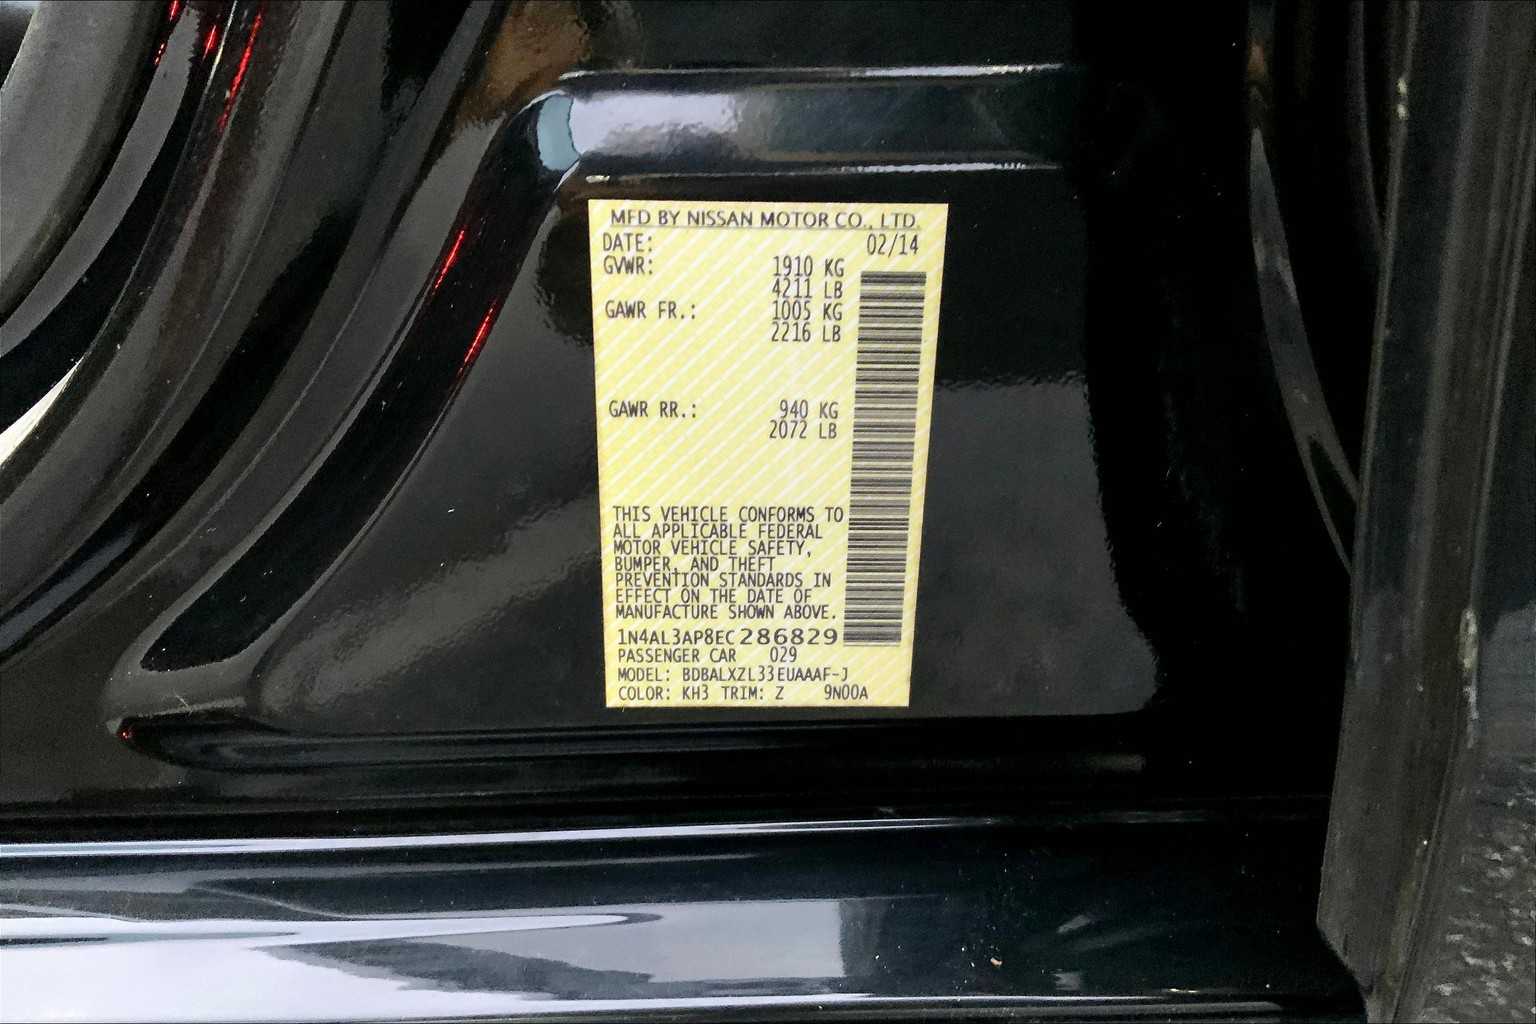 MFD BY NISSAN MOTOR CO., LTD.
DATE: 02/14
GVWR: 1910 KG
4211 LB
GAWR FR.: 1005 KG
2216 LB
GAWR RR.: 940 KG
2072 LB
THIS VEHICLE CONFORMS TO
ALL APPLICABLE FEDERAL
MOTOR VEHICLE SAFETY,
BUMPER, AND THEFT
PREVENTION STANDARDS IN
EFFECT ON THE DATE OF
MANUFACTURE SHOWN ABOVE.
1N4AL3AP8EC286829
PASSENGER CAR 029
MODEL: BDBALXZL33EUAAAF-J
COLOR: KH3 TRIM: Z 9N00A